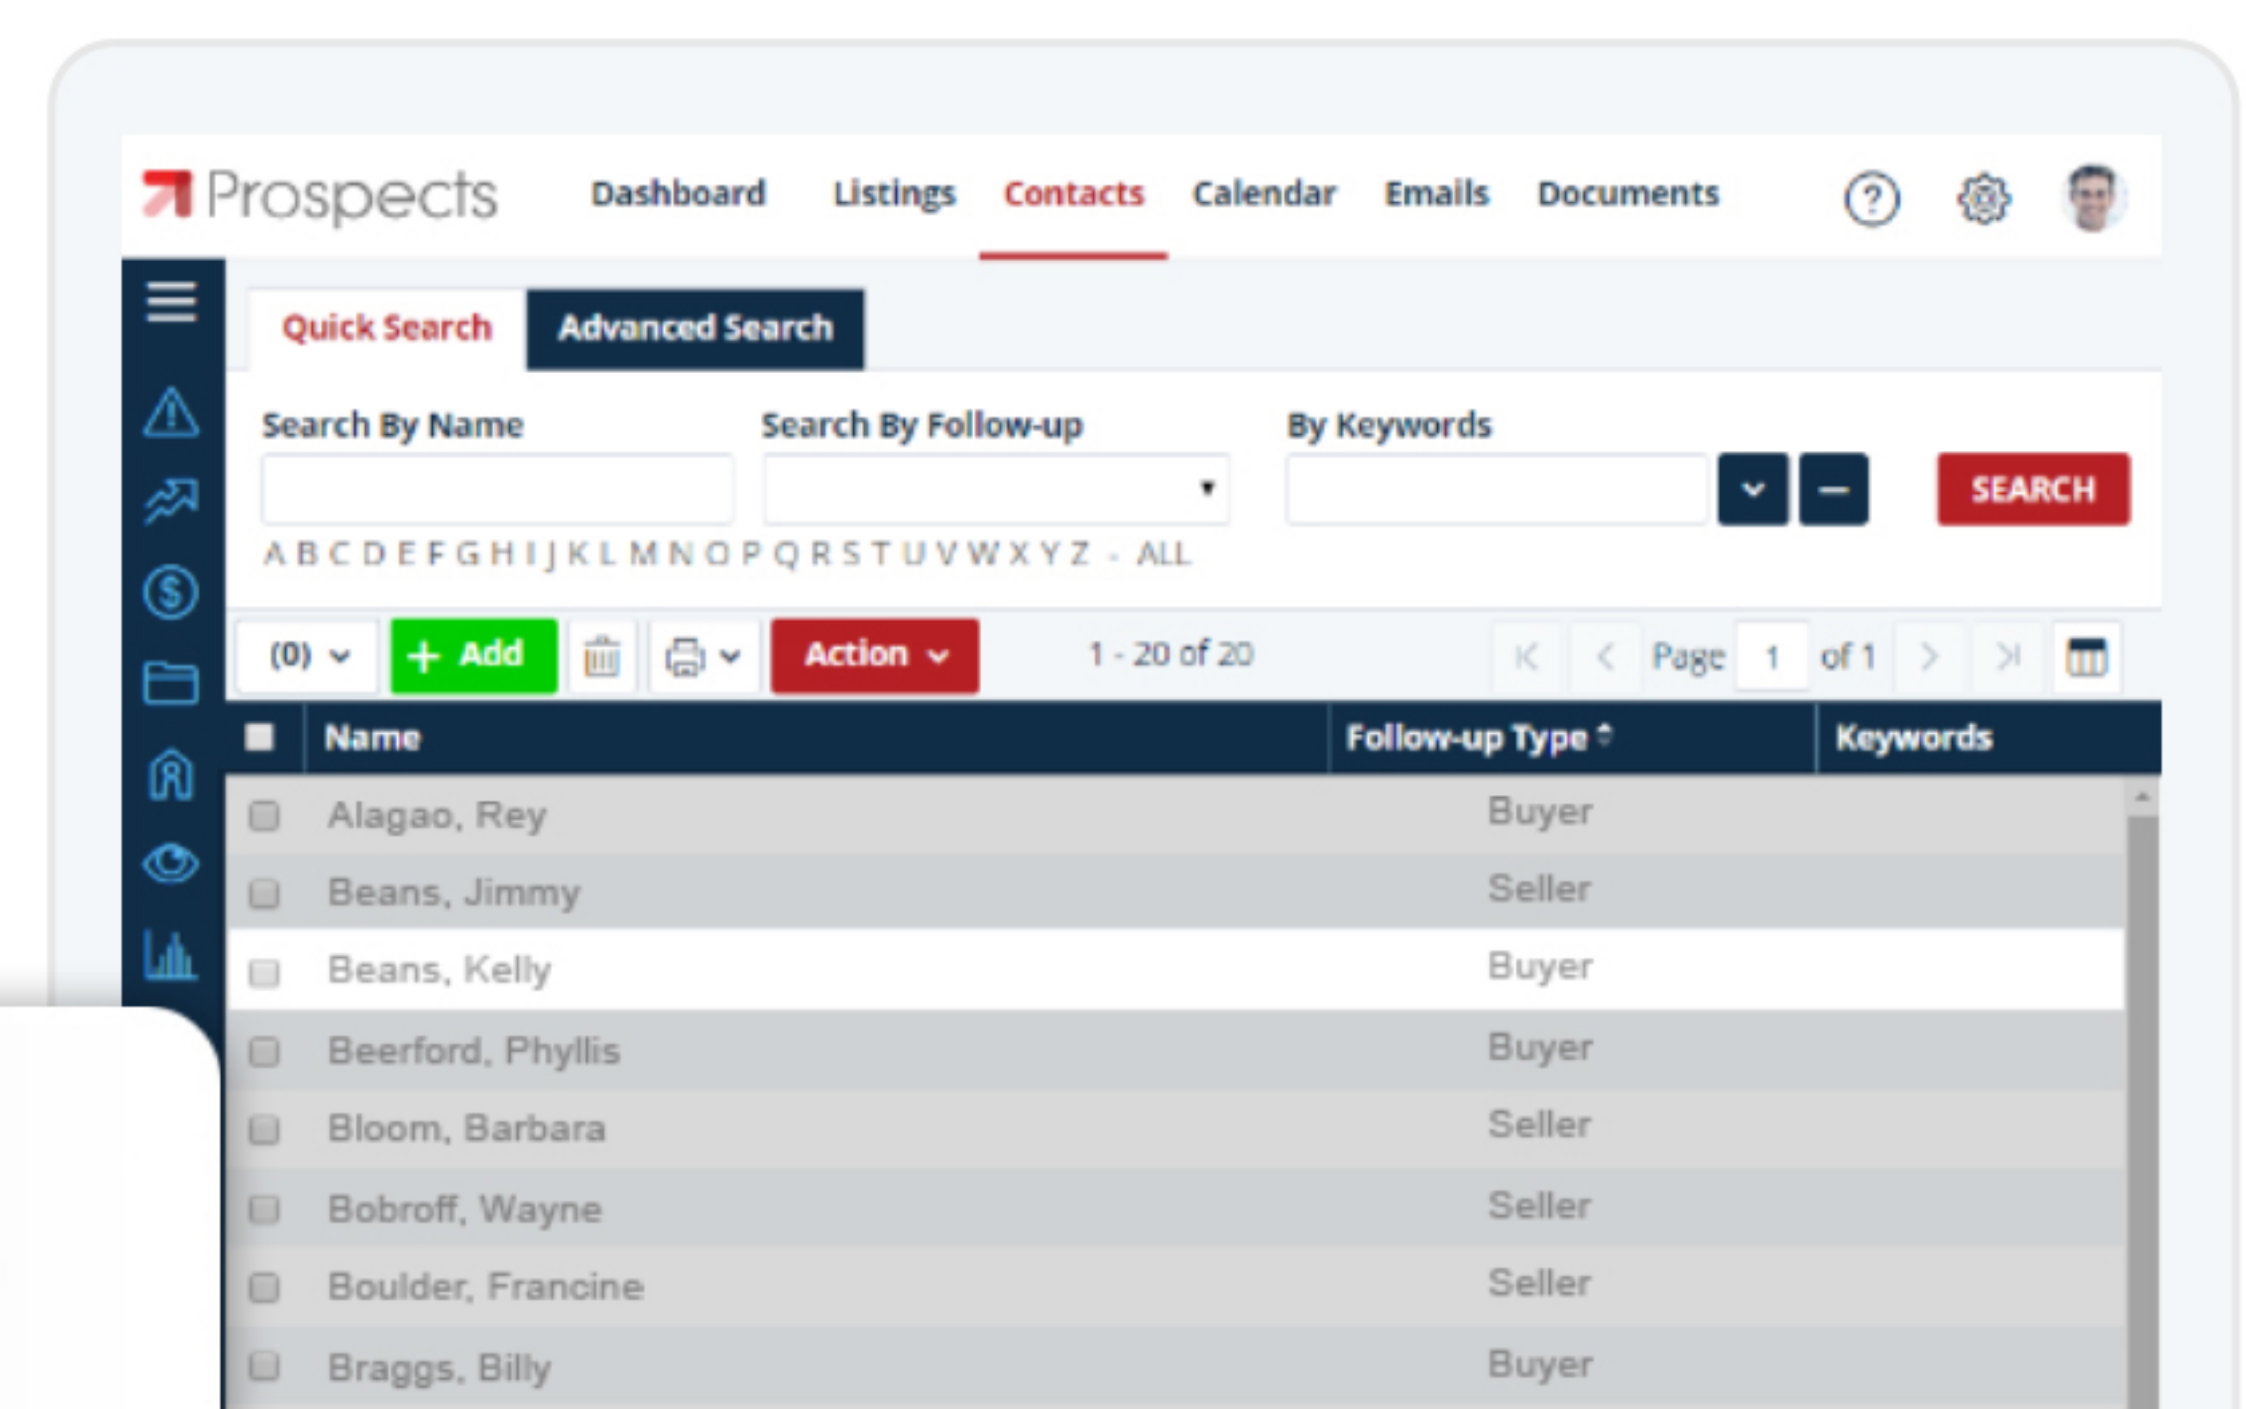 Prospects Dashboard Listings Contacts Calendar Emails Documents ?
Quick Search Advanced Search
Search By Name Search By Follow-up By Keywords
SEARCH
A B C D E F G H I J K L M N O P Q R S T U V W X Y Z - ALL
(0) + Add Action 1 - 20 of 20 Page 1 of 1
Name Follow-up Type Keywords
Alagao, Rey Buyer
Beans, Jimmy Seller
Beans, Kelly Buyer
Beerford, Phyllis Buyer
Bloom, Barbara Seller
Bobroff, Wayne Seller
Boulder, Francine Seller
Braggs, Billy Buyer